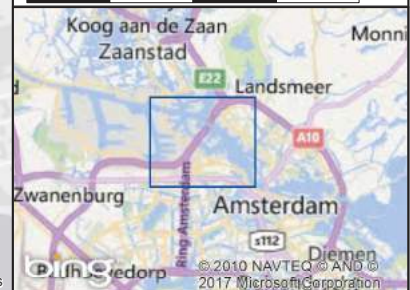 Koog aan de Zaan
Zaanstad
Monni
E22
Landsmeer
A10
Zwanenburg
Ring Amsterdam
Amsterdam
s112
Diemen
bing
© 2010 NAVTEQ © AND ©
2017 Microsoft Corporation
s